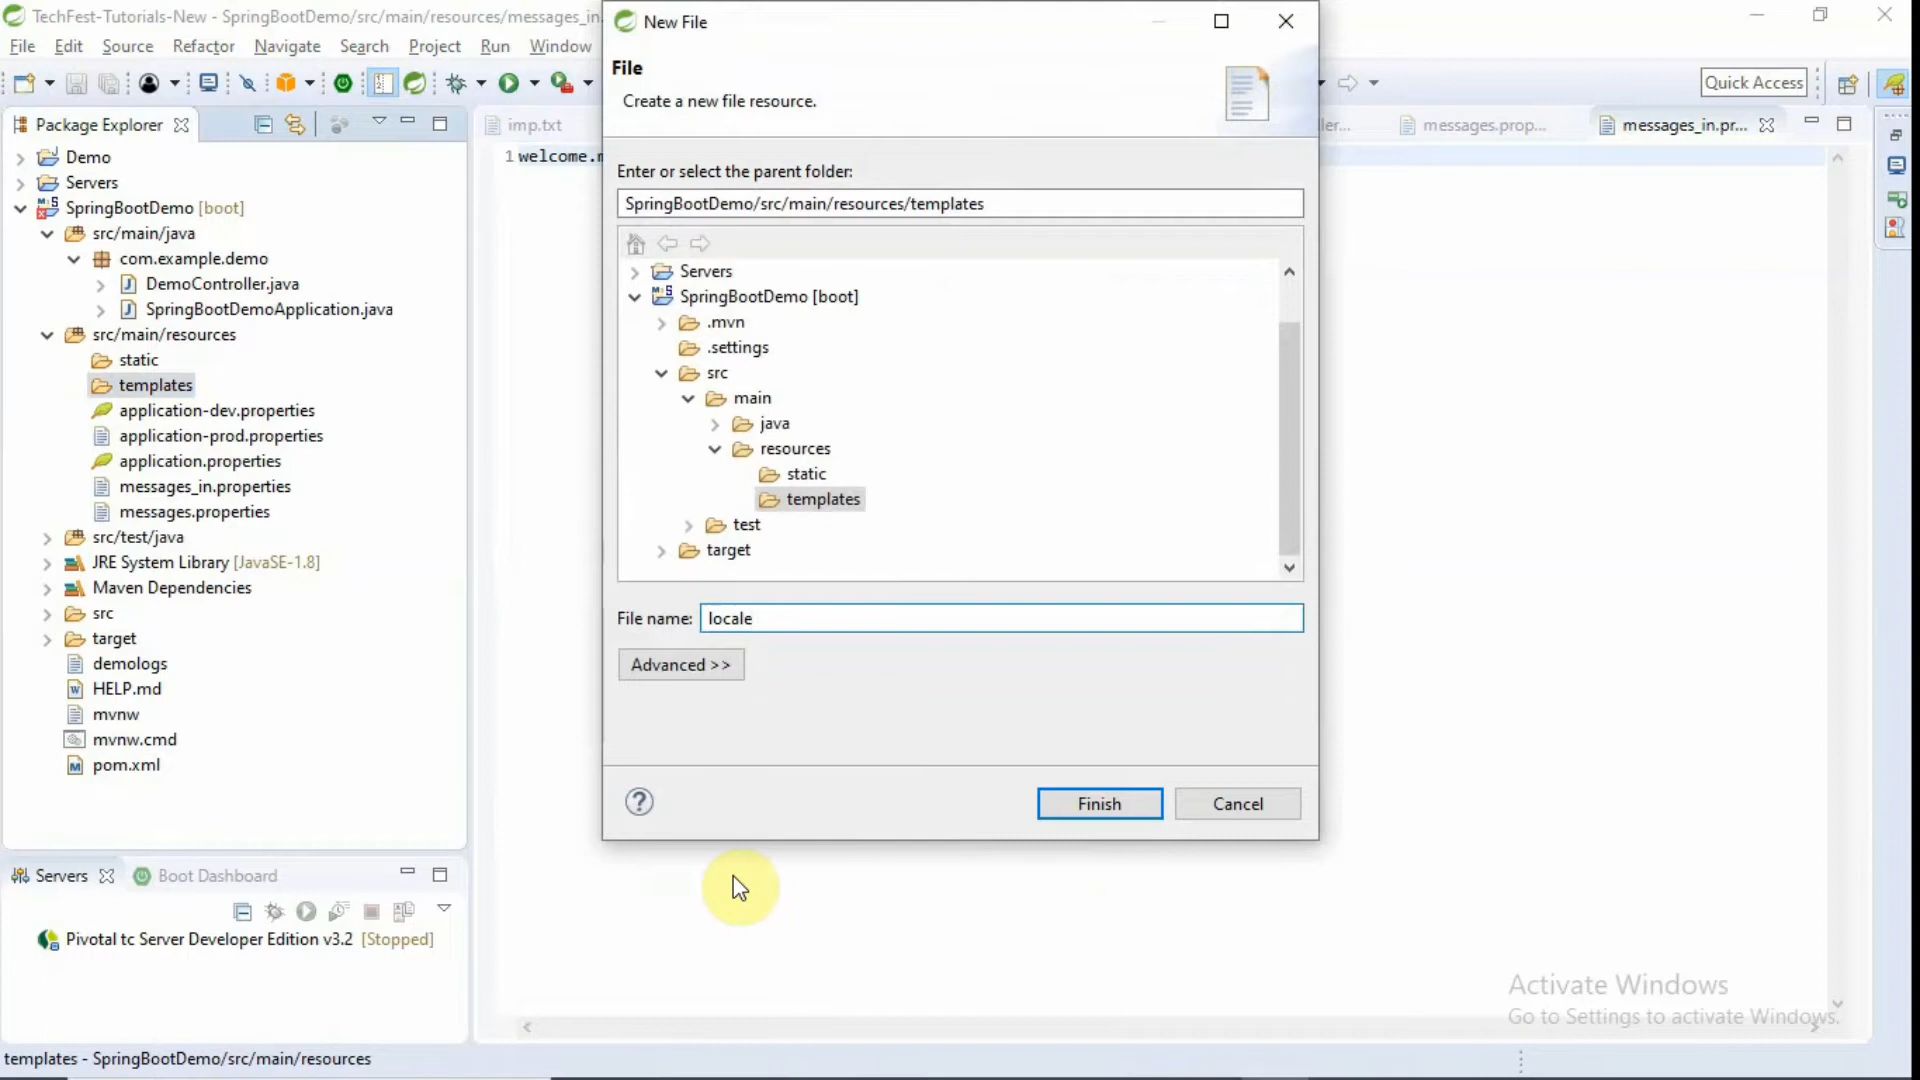 TechFest-Tutorials-New - SpringBootDemo/src/main/resources/messages_in
File Edit Source Refactor Navigate Search Project Run Window
Quick Access
Package Explorer
Demo
Servers
SpringBootDemo [boot]
src/main/java
com.example.demo
DemoController.java
SpringBootDemoApplication.java
src/main/resources
static
templates
application-dev.properties
application-prod.properties
application.properties
messages_in.properties
messages.properties
src/test/java
JRE System Library [JavaSE-1.8]
Maven Dependencies
src
target
demologs
HELP.md
mvnw
mvnw.cmd
pom.xml
Servers
Boot Dashboard
Pivotal tc Server Developer Edition v3.2 [Stopped]
templates - SpringBootDemo/src/main/resources
imp.txt
ler...
messages.prop...
messages_in.pr...
1 welcome.m
New File
File
Create a new file resource.
Enter or select the parent folder:
SpringBootDemo/src/main/resources/templates
Servers
SpringBootDemo [boot]
.mvn
.settings
src
main
java
resources
static
templates
test
target
File name: locale
Advanced >>
Finish
Cancel
Activate Windows
Go to Settings to activate Windows.